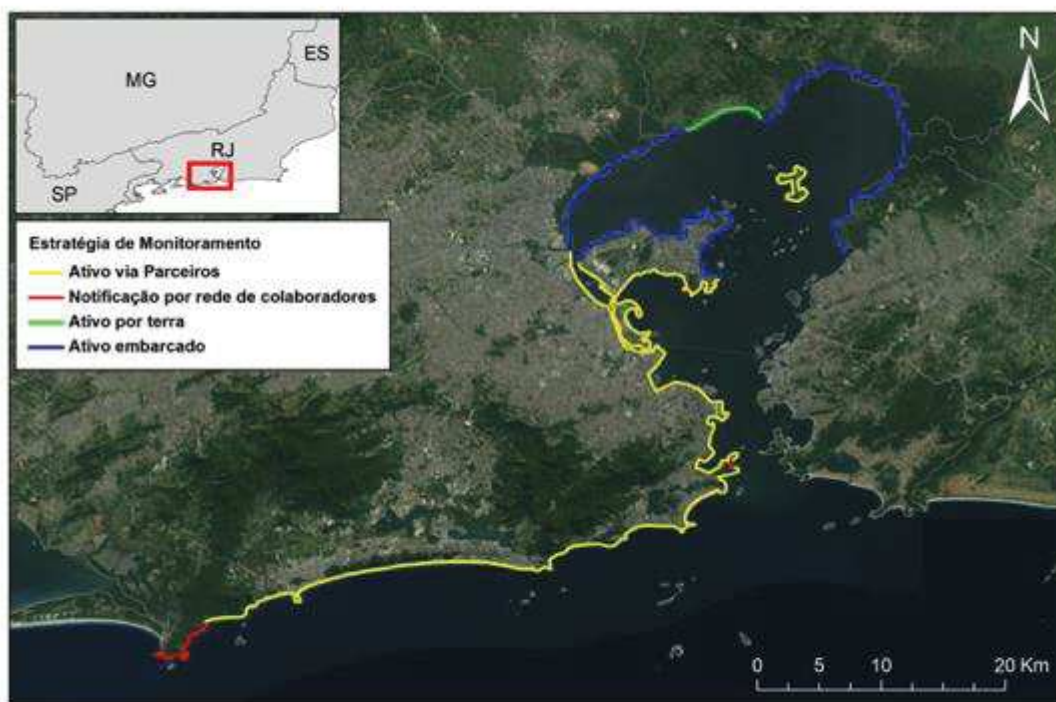 MG
ES
RJ
SP
N
Estratégia de Monitoramento
Ativo via Parceiros
Notificação por rede de colaboradores
Ativo por terra
Ativo embarcado
0 5 10 20 Km